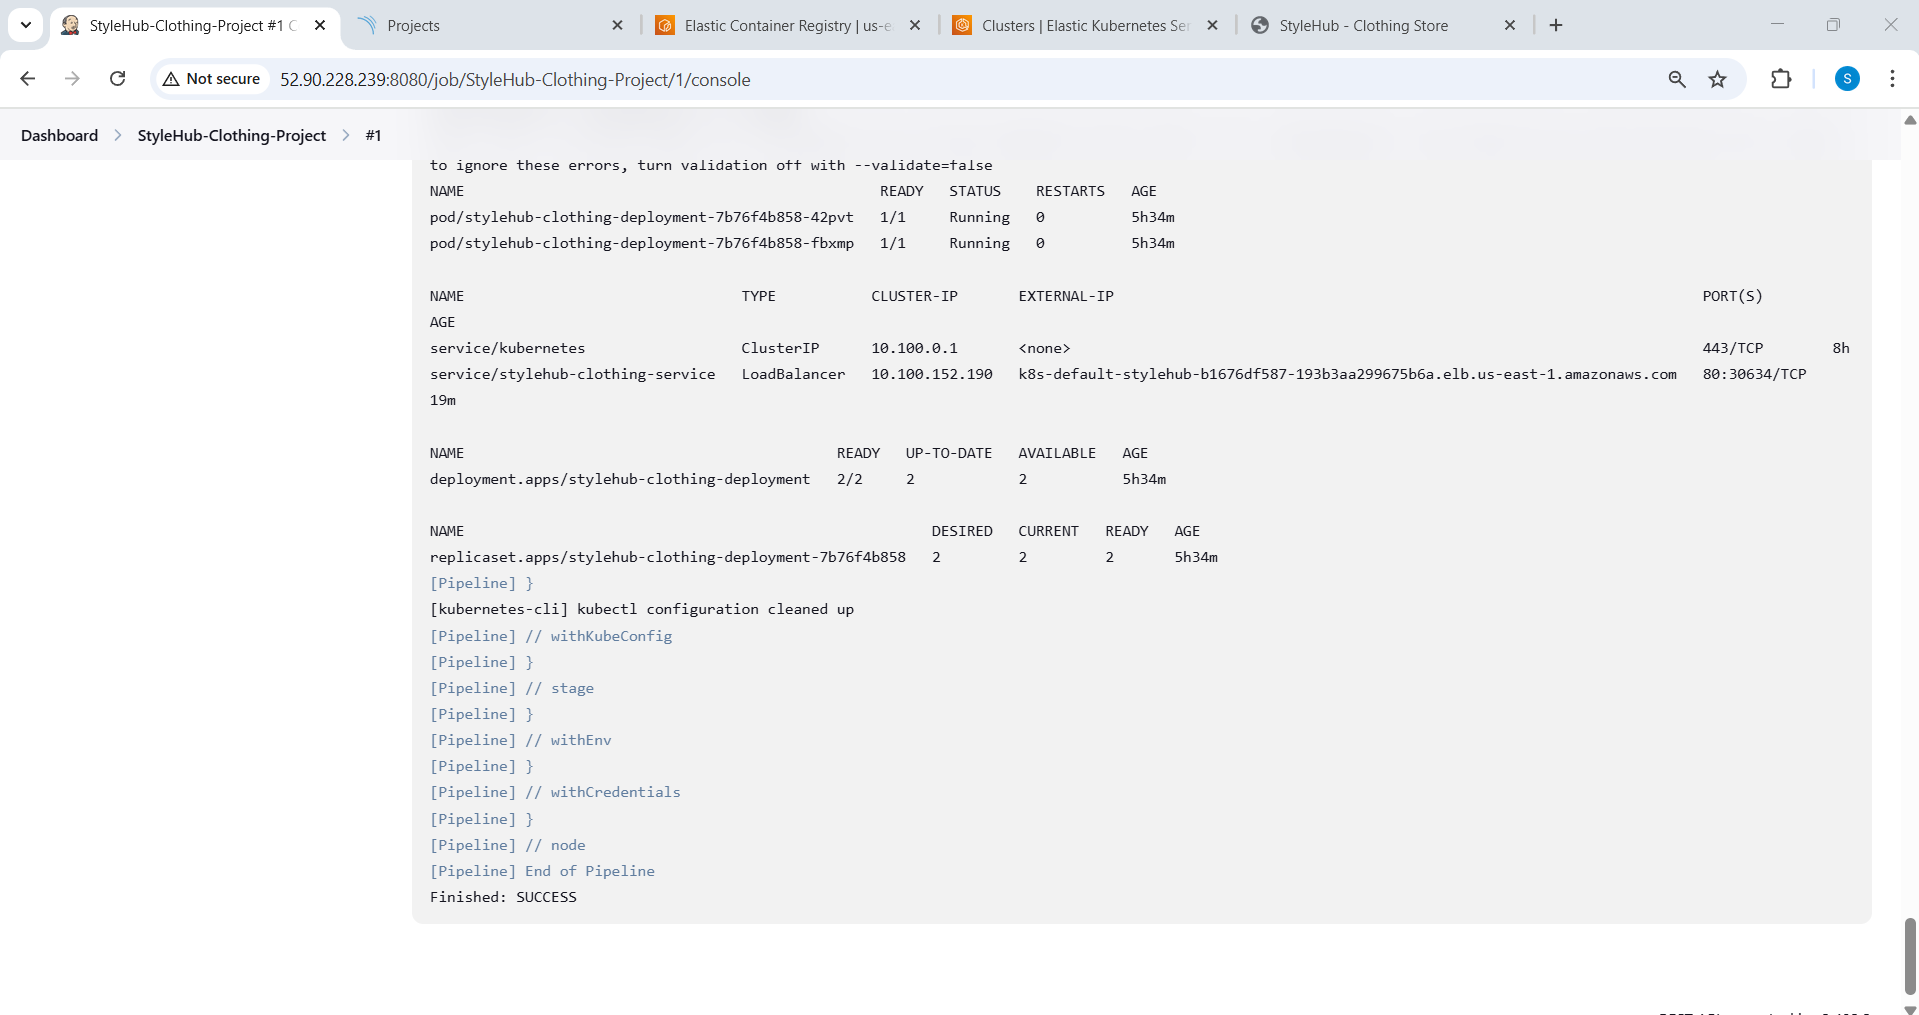 StyleHub-Clothing-Project #1 C
Projects
Elastic Container Registry | us-e
Clusters | Elastic Kubernetes Ser
StyleHub - Clothing Store
Not secure
52.90.228.239:8080/job/StyleHub-Clothing-Project/1/console
S
Dashboard > StyleHub-Clothing-Project > #1
to ignore these errors, turn validation off with --validate=false
NAME READY STATUS RESTARTS AGE
pod/stylehub-clothing-deployment-7b76f4b858-42pvt 1/1 Running 0 5h34m
pod/stylehub-clothing-deployment-7b76f4b858-fbxmp 1/1 Running 0 5h34m
NAME TYPE CLUSTER-IP EXTERNAL-IP PORT(S)
AGE
service/kubernetes ClusterIP 10.100.0.1 <none> 443/TCP 8h
service/stylehub-clothing-service LoadBalancer 10.100.152.190 k8s-default-stylehub-b1676df587-193b3aa299675b6a.elb.us-east-1.amazonaws.com 80:30634/TCP
19m
NAME READY UP-TO-DATE AVAILABLE AGE
deployment.apps/stylehub-clothing-deployment 2/2 2 2 5h34m
NAME DESIRED CURRENT READY AGE
replicaset.apps/stylehub-clothing-deployment-7b76f4b858 2 2 2 5h34m
[Pipeline] }
[kubernetes-cli] kubectl configuration cleaned up
[Pipeline] // withKubeConfig
[Pipeline] }
[Pipeline] // stage
[Pipeline] }
[Pipeline] // withEnv
[Pipeline] }
[Pipeline] // withCredentials
[Pipeline] }
[Pipeline] // node
[Pipeline] End of Pipeline
Finished: SUCCESS